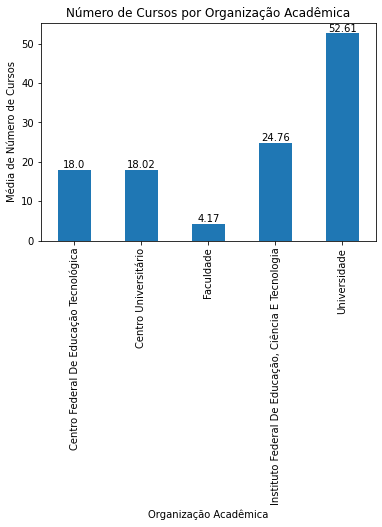 Número de Cursos por Organização Acadêmica
Média de Número de Cursos
50
40
30
20
10
0
18.0
18.02
4.17
24.76
52.61
Centro Federal De Educação Tecnológica
Centro Universitário
Faculdade
Instituto Federal De Educação, Ciência E Tecnologia
Universidade
Organização Acadêmica